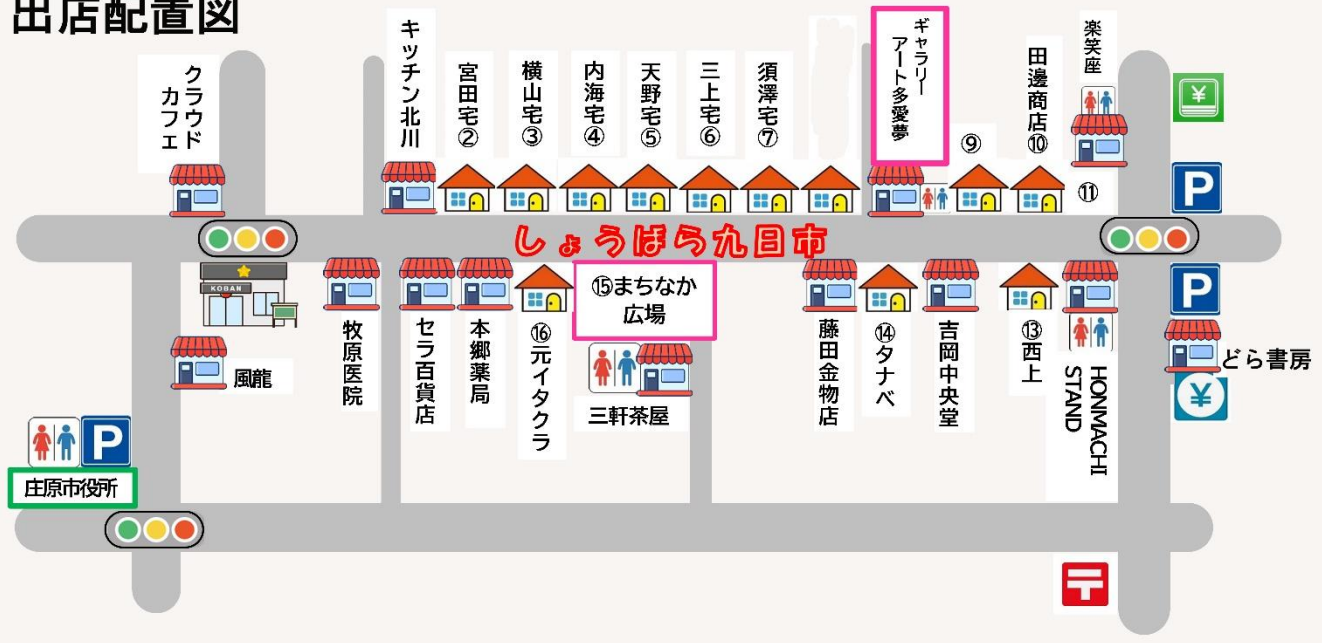 出店配置図
クラウド
カフェ
キッチン北川
宮田宅②
横山宅③
内海宅④
天野宅⑤
三上宅⑥
須澤宅⑦
ギャラリー
アート多愛夢
⑨
田邊商店⑩
楽笑座
⑪
¥
P
しょうばら九日市
KOBAN
牧原医院
セラ百貨店
本郷薬局
⑯元イタクラ
⑮まちなか
広場
三軒茶屋
藤田金物店
⑭タナベ
吉岡中央堂
⑬西上
HONMACHI
STAND
P
どら書房
¥
風龍
P
庄原市役所
〒